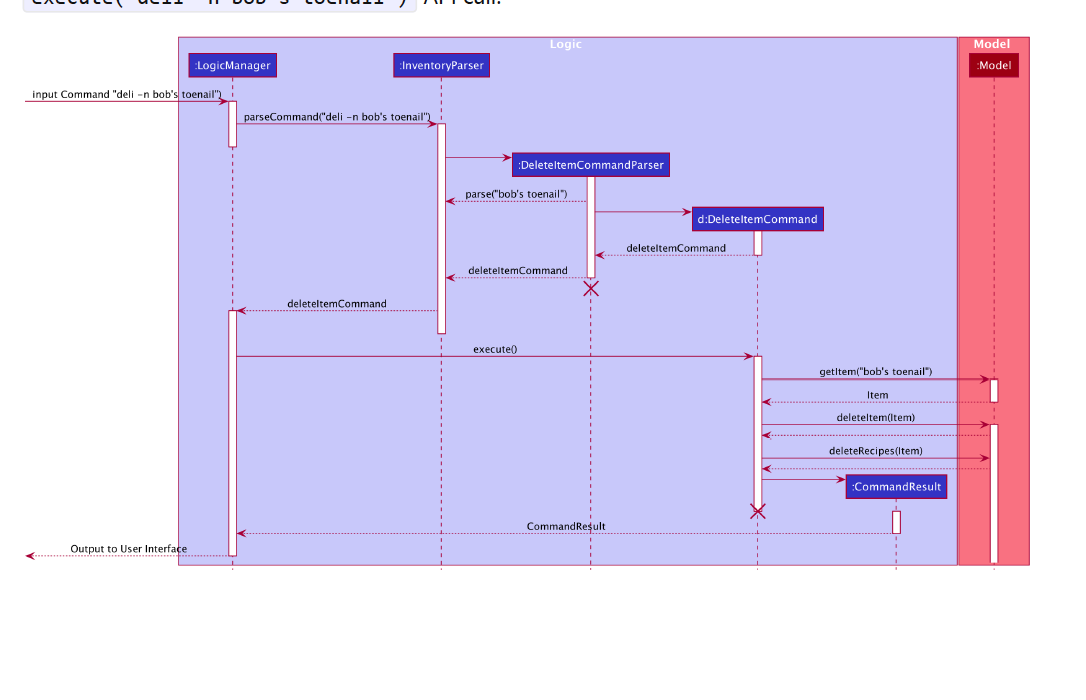 execute("deli -n bob's toenail") API call.
Logic
Model
:LogicManager
:InventoryParser
:Model
input Command "deli -n bob's toenail")
parseCommand("deli -n bob's toenail")
:DeleteItemCommandParser
parse("bob's toenail")
d:DeleteItemCommand
deleteItemCommand
deleteItemCommand
deleteItemCommand
execute()
getItem("bob's toenail")
Item
deleteItem(Item)
deleteRecipes(Item)
:CommandResult
CommandResult
Output to User Interface